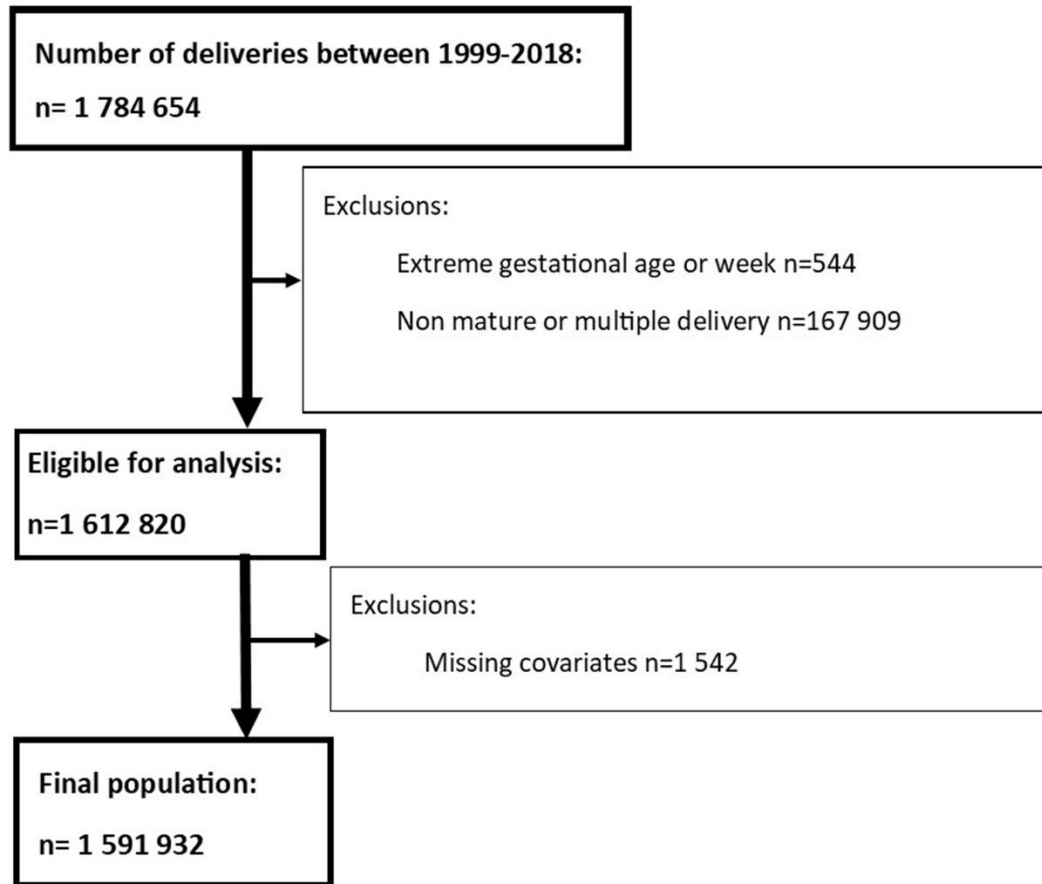 Number of deliveries between 1999-2018:
n= 1 784 654
Exclusions:
Extreme gestational age or week n=544
Non mature or multiple delivery n=167 909
Eligible for analysis:
n=1 612 820
Exclusions:
Missing covariates n=1 542
Final population:
n= 1 591 932